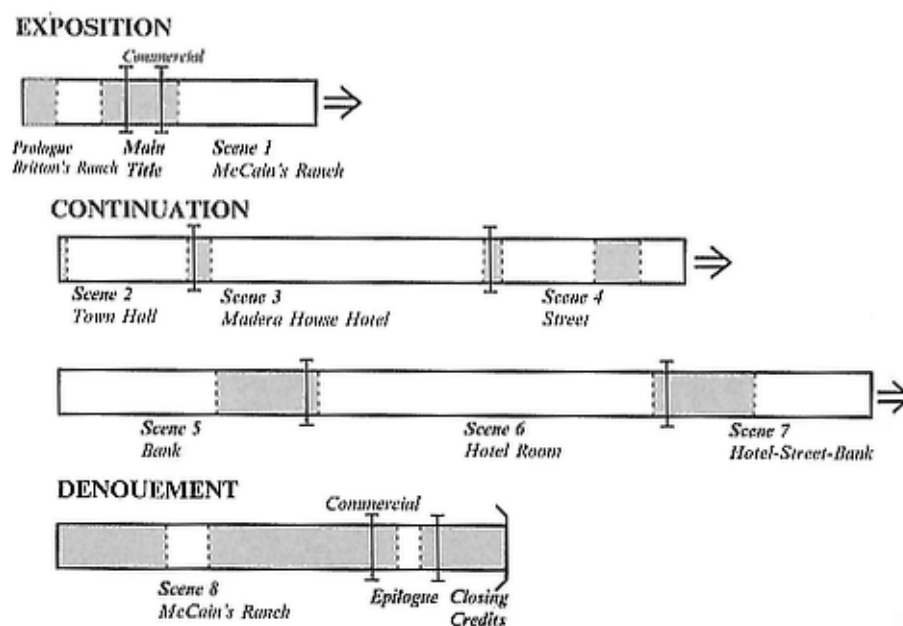 EXPOSITION
Commercial
Prologue
Britton's Ranch
Main
Title
Scene 1
McCain's Ranch
CONTINUATION
Scene 2
Town Hall
Scene 3
Madera House Hotel
Scene 4
Street
Scene 5
Bank
Scene 6
Hotel Room
Scene 7
Hotel-Street-Bank
DENOUEMENT
Commercial
Scene 8
McCain's Ranch
Epilogue
Closing
Credits